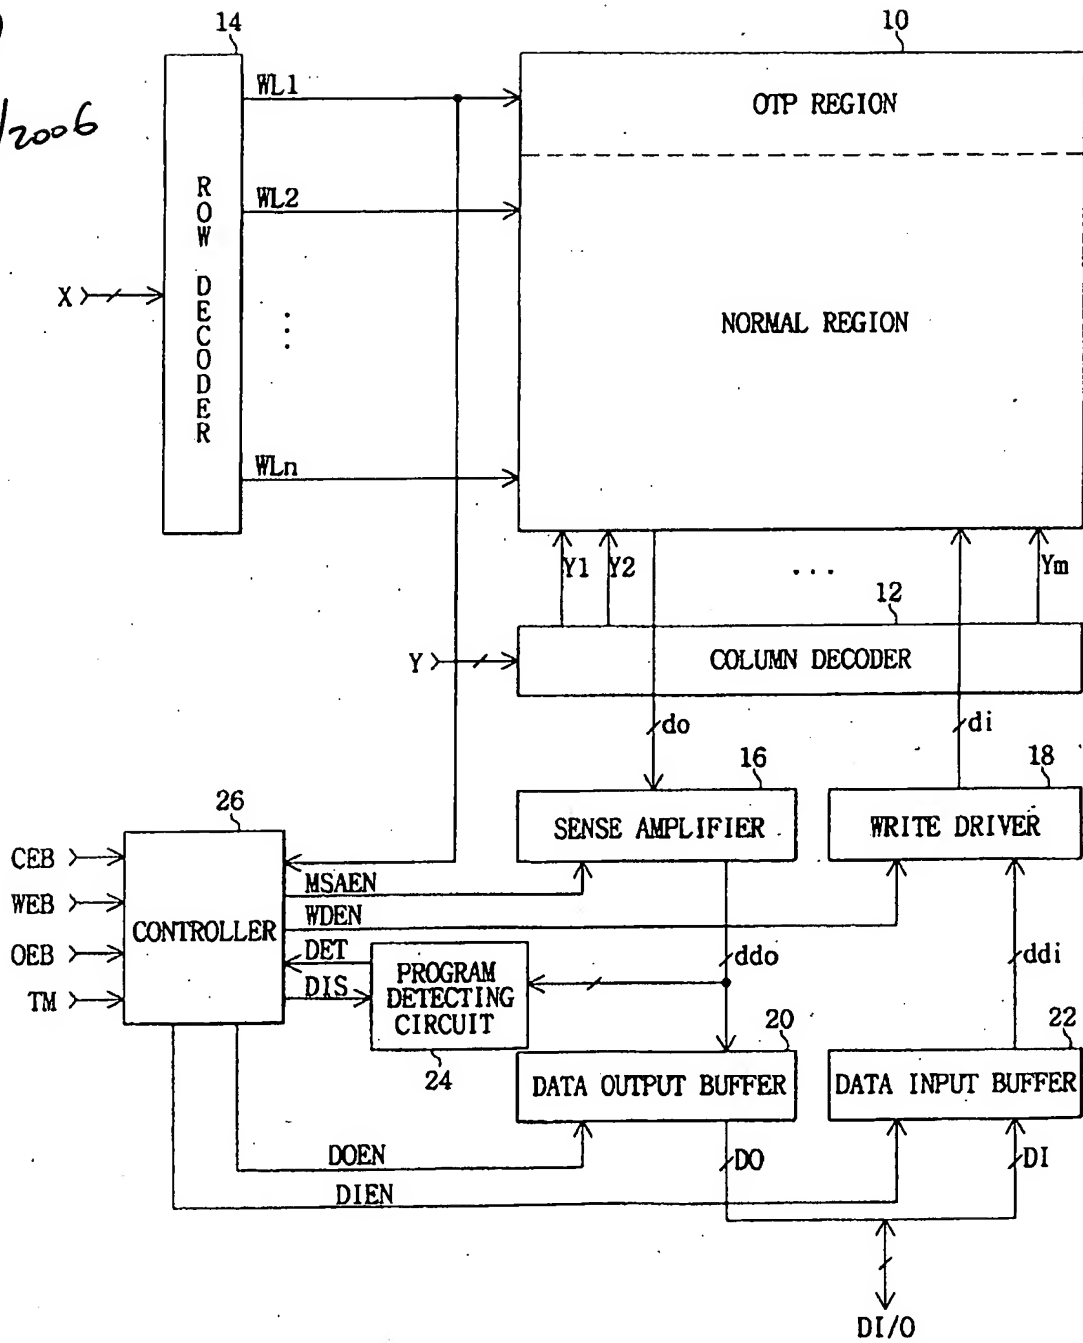 /2006
14
10
WL1
OTP REGION
ROW DECODER
WL2
X
...
NORMAL REGION
WLn
Y1
Y2
...
Ym
12
Y
COLUMN DECODER
do
di
16
18
26
SENSE AMPLIFIER
WRITE DRIVER
CEB
MSAEN
WEB
WDEN
CONTROLLER
OEB
DET
PROGRAM
DETECTING
CIRCUIT
ddo
ddi
DIS
TM
24
20
22
DATA OUTPUT BUFFER
DATA INPUT BUFFER
DOEN
DO
DI
DIEN
DI/O